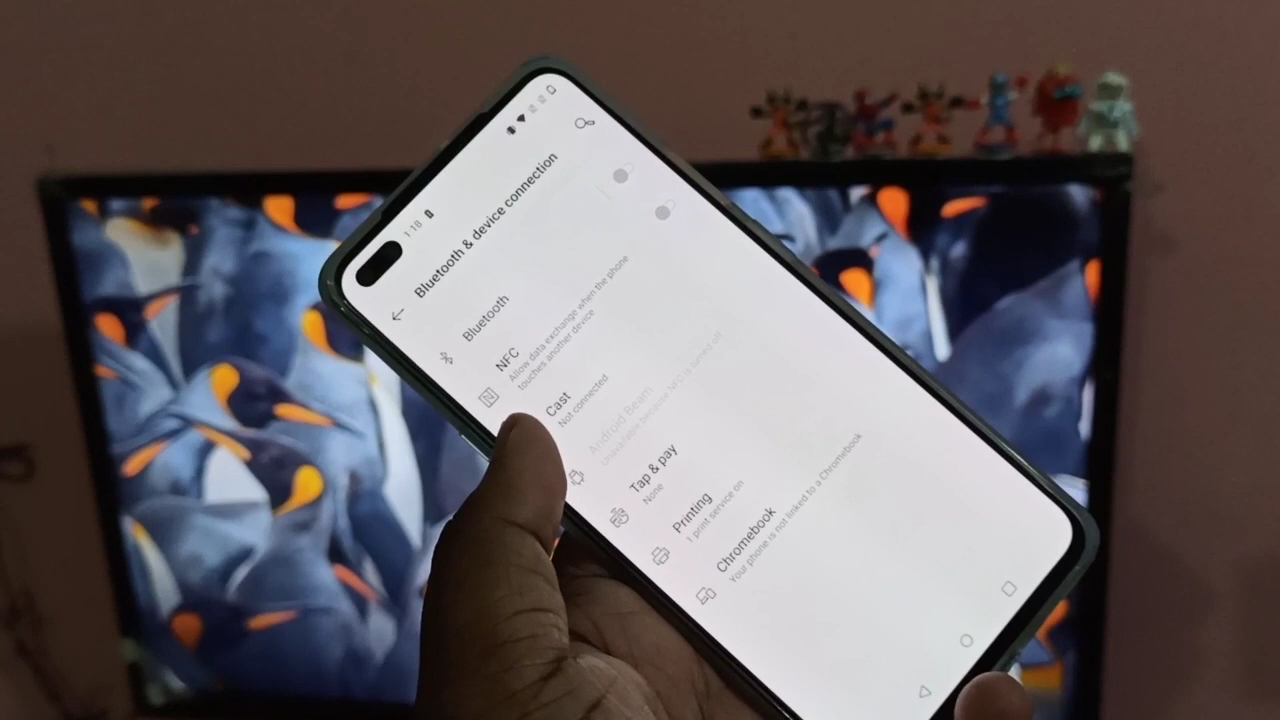 1:18
Bluetooth & device connection
Bluetooth
NFC
Allow data exchange when the phone
touches another device
Cast
Not connected
Android Beam
Unavailable because NFC is turned off
Tap & pay
None
Printing
1 print service on
Chromebook
Your phone is not linked to a Chromebook